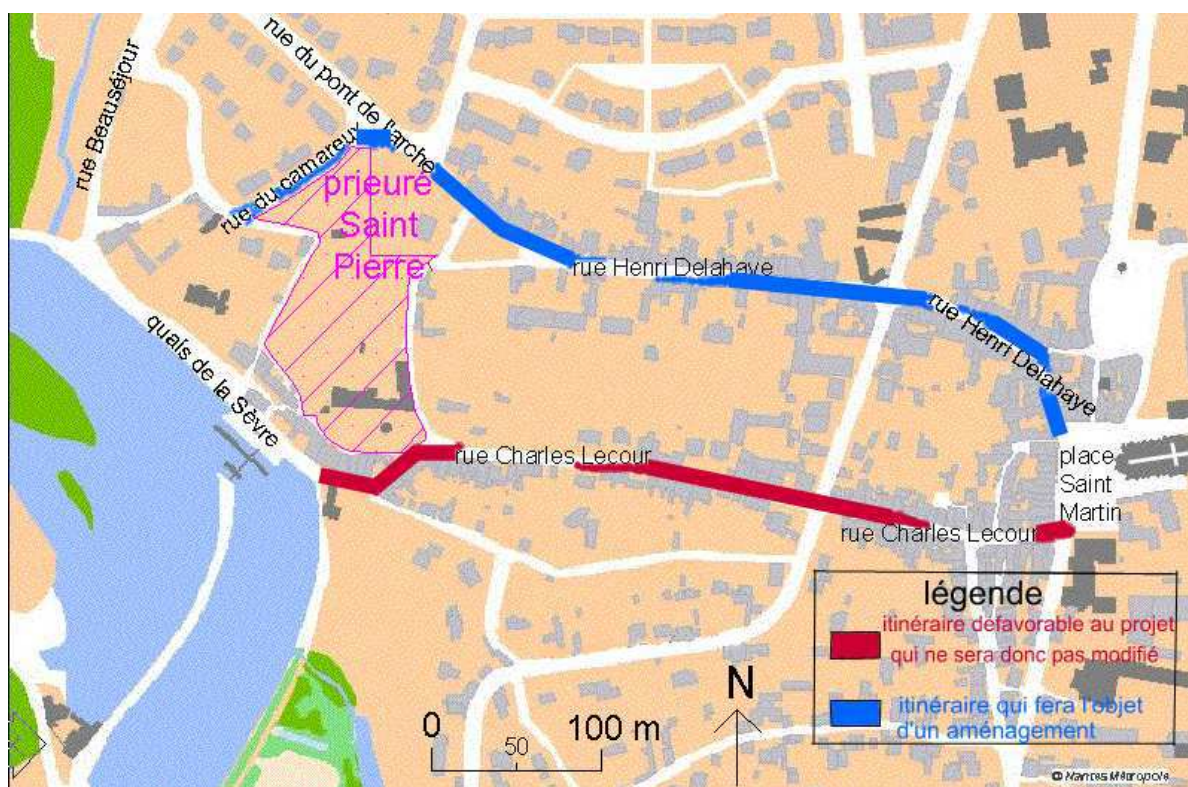 rue du pont de l'arche
rue Beauséjour
rue du camareux
prieuré
Saint
Pierre
rue Henri Delahaye
rue Henri Delahaye
quais de la Sèvre
rue Charles Lecour
place
Saint
Martin
rue Charles Lecour
légende
itinéraire défavorable au projet
qui ne sera donc pas modifié
itinéraire qui fera l'objet
d'un aménagement
N
0
50
100 m
© Nantes Métropole